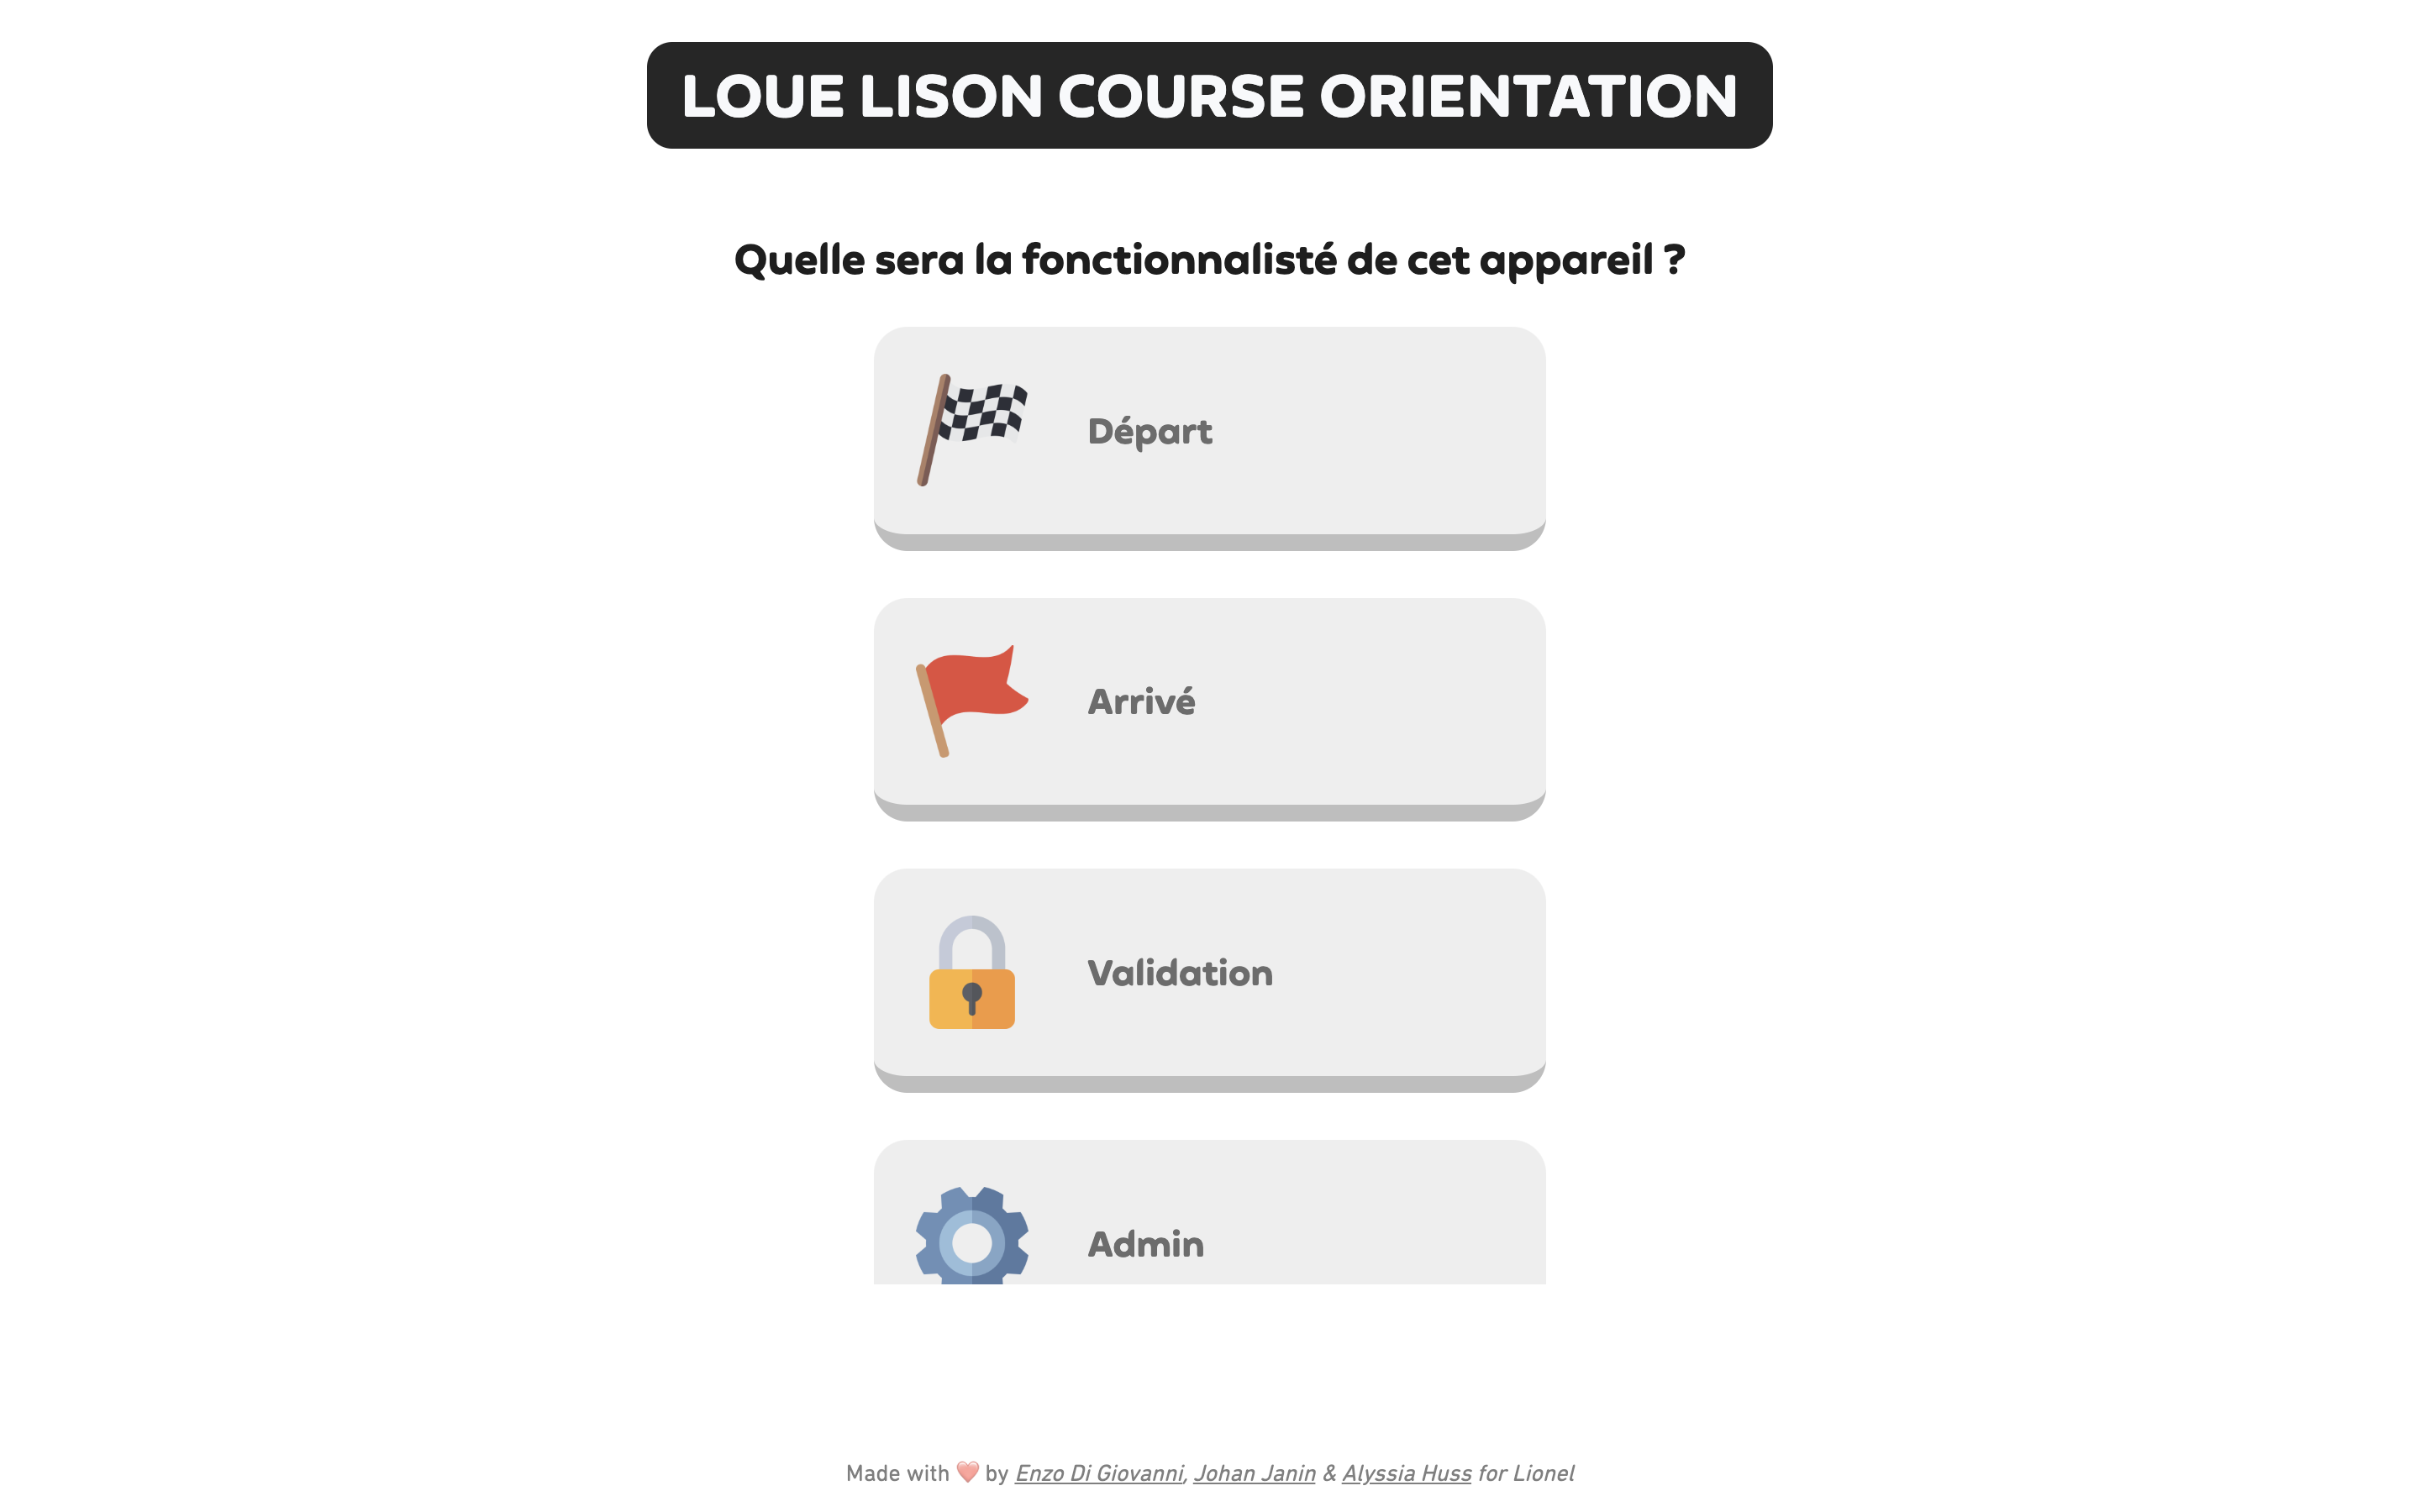 LOUE LISON COURSE ORIENTATION
Quelle sera la fonctionnalisté de cet appareil ?
Départ
Arrivé
Validation
Admin
Made with ❤️ by Enzo Di Giovanni, Johan Janin & Alyssia Huss for Lionel